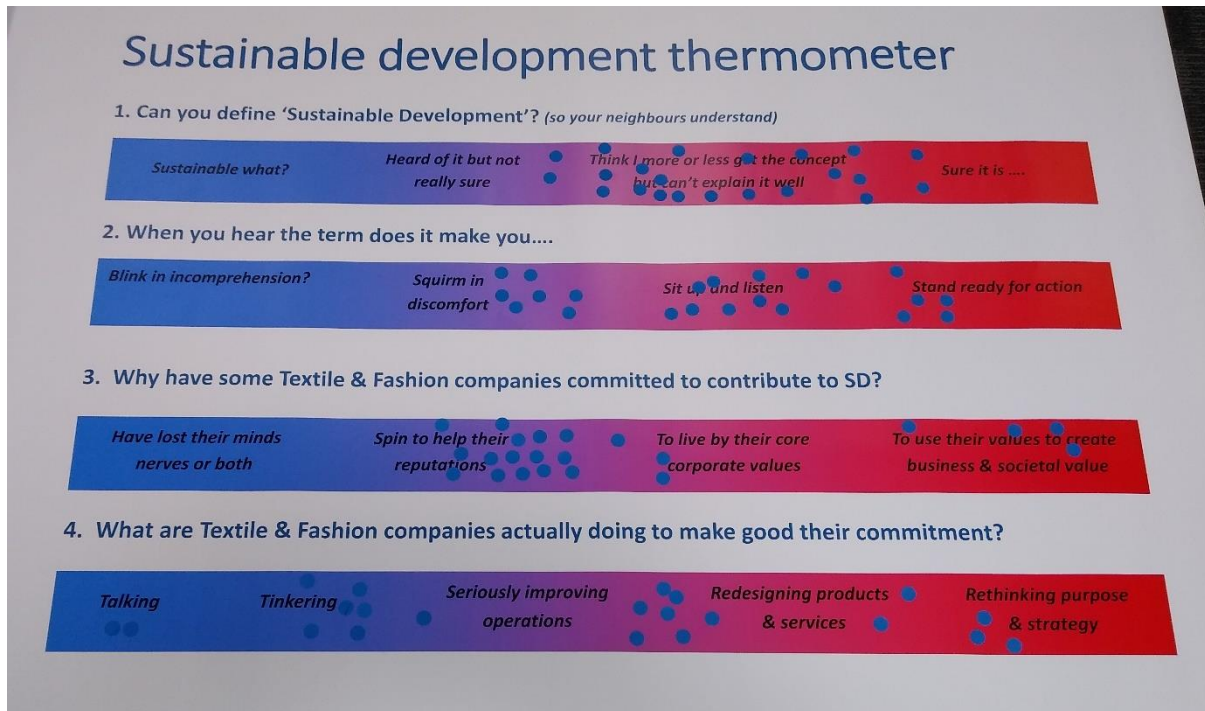 Sustainable development thermometer
1. Can you define ‘Sustainable Development’? (so your neighbours understand)
Sustainable what?
Heard of it but not
really sure
Think I more or less get the concept
but can’t explain it well
Sure it is ....
2. When you hear the term does it make you....
Blink in incomprehension?
Squirm in
discomfort
Sit up and listen
Stand ready for action
3. Why have some Textile & Fashion companies committed to contribute to SD?
Have lost their minds
nerves or both
Spin to help their
reputations
To live by their core
corporate values
To use their values to create
business & societal value
4. What are Textile & Fashion companies actually doing to make good their commitment?
Talking
Tinkering
Seriously improving
operations
Redesigning products
& services
Rethinking purpose
& strategy